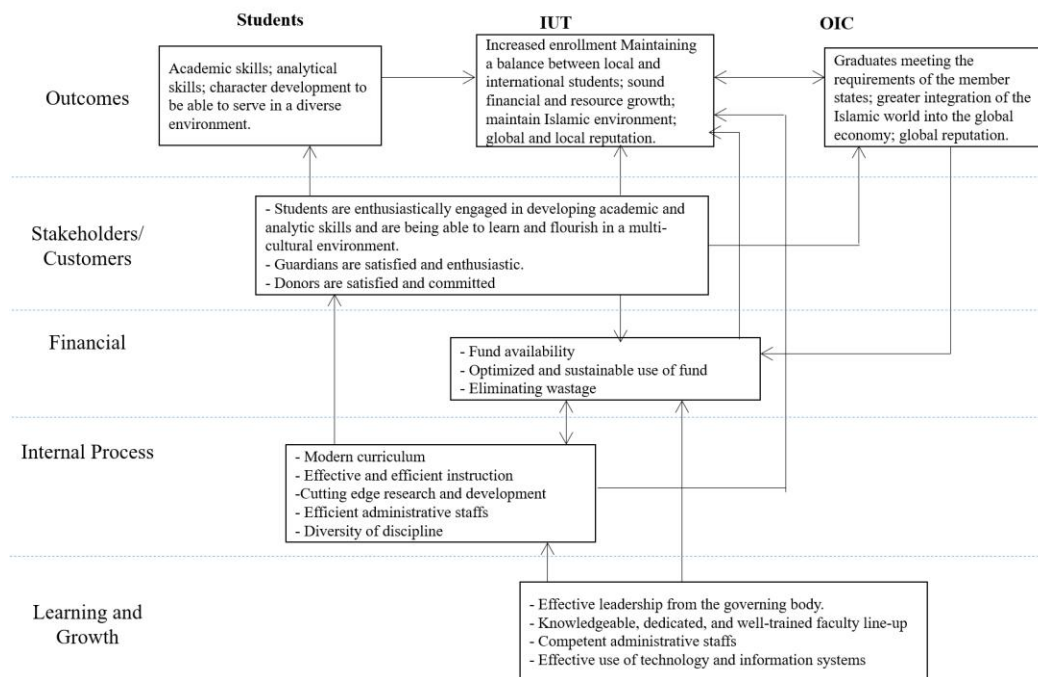 Students
IUT
OIC
Outcomes
Academic skills; analytical
skills; character development to
be able to serve in a diverse
environment.
Increased enrollment Maintaining
a balance between local and
international students; sound
financial and resource growth;
maintain Islamic environment;
global and local reputation.
Graduates meeting the
requirements of the member
states; greater integration of the
Islamic world into the global
economy; global reputation.
Stakeholders/
Customers
- Students are enthusiastically engaged in developing academic and
analytic skills and are being able to learn and flourish in a multi-
cultural environment.
- Guardians are satisfied and enthusiastic.
- Donors are satisfied and committed
Financial
- Fund availability
- Optimized and sustainable use of fund
- Eliminating wastage
Internal Process
- Modern curriculum
- Effective and efficient instruction
-Cutting edge research and development
- Efficient administrative staffs
- Diversity of discipline
Learning and
Growth
- Effective leadership from the governing body.
- Knowledgeable, dedicated, and well-trained faculty line-up
- Competent administrative staffs
- Effective use of technology and information systems